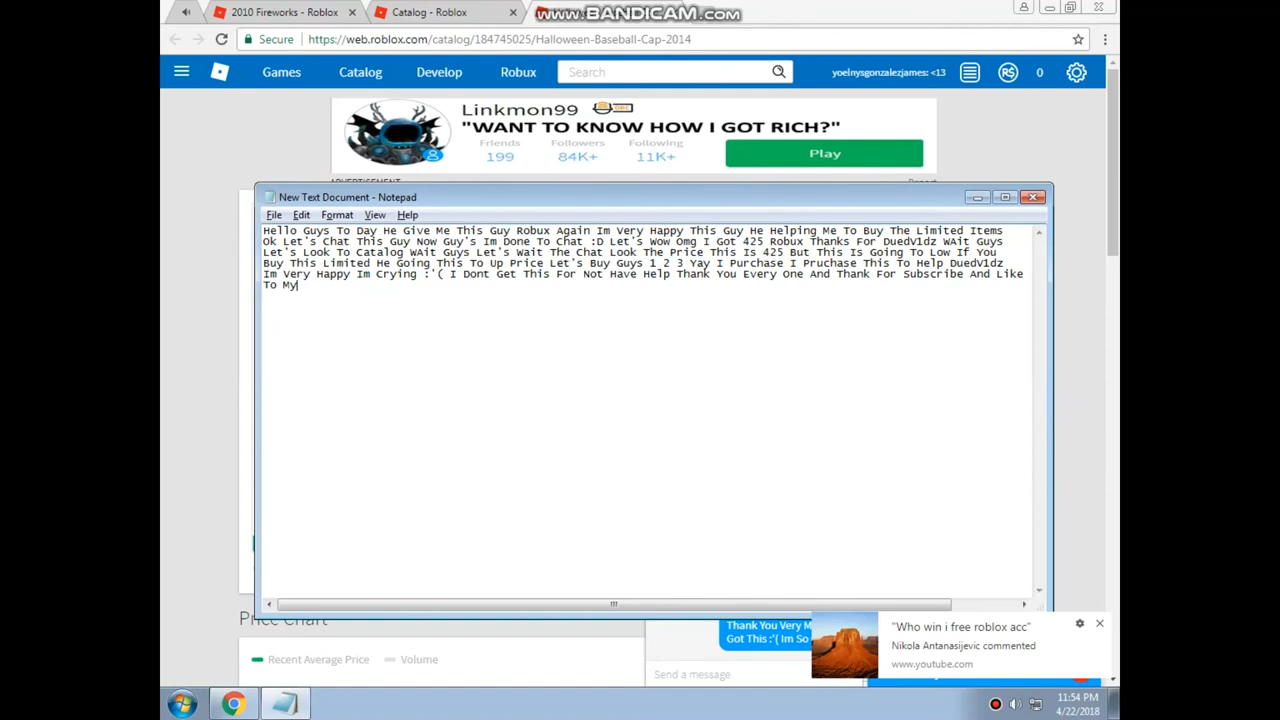 2010 Fireworks - Roblox
Catalog - Roblox
www.BANDICAM.com
Secure
https://web.roblox.com/catalog/184745025/Halloween-Baseball-Cap-2014
Games
Catalog
Develop
Robux
Search
yoelnysgonzalezjames: <13
R$
0
Linkmon99
"WANT TO KNOW HOW I GOT RICH?"
Friends
Followers
Following
199
84K+
11K+
Play
ADVERTISEMENT
Report
New Text Document - Notepad
File
Edit
Format
View
Help
Hello Guys To Day He Give Me This Guy Robux Again Im Very Happy This Guy He Helping Me To Buy The Limited Items
Ok Let's Chat This Guy Now Guy's Im Done To Chat :D Let's Wow Omg I Got 425 Robux Thanks For DuedV1dz WAit Guys
Let's Look To Catalog WAit Guys Let's Wait The Chat Look The Price This IS 425 But This Is Going To Low If You
Buy This Limited He Going This To Up Price Let's Buy Guys 1 2 3 Yay I Purchase I Pruchase This To Help DuedV1dz
Im Very Happy Im Crying :'( I Dont Get This For Not Have Help Thank You Every One And Thank For Subscribe And Like
To My
Price Chart
Recent Average Price
Volume
Thank You Very M
Got This :'( Im So
Send a message
"Who win i free roblox acc"
Nikola Antanasijevic commented
www.youtube.com
11:54 PM
4/22/2018